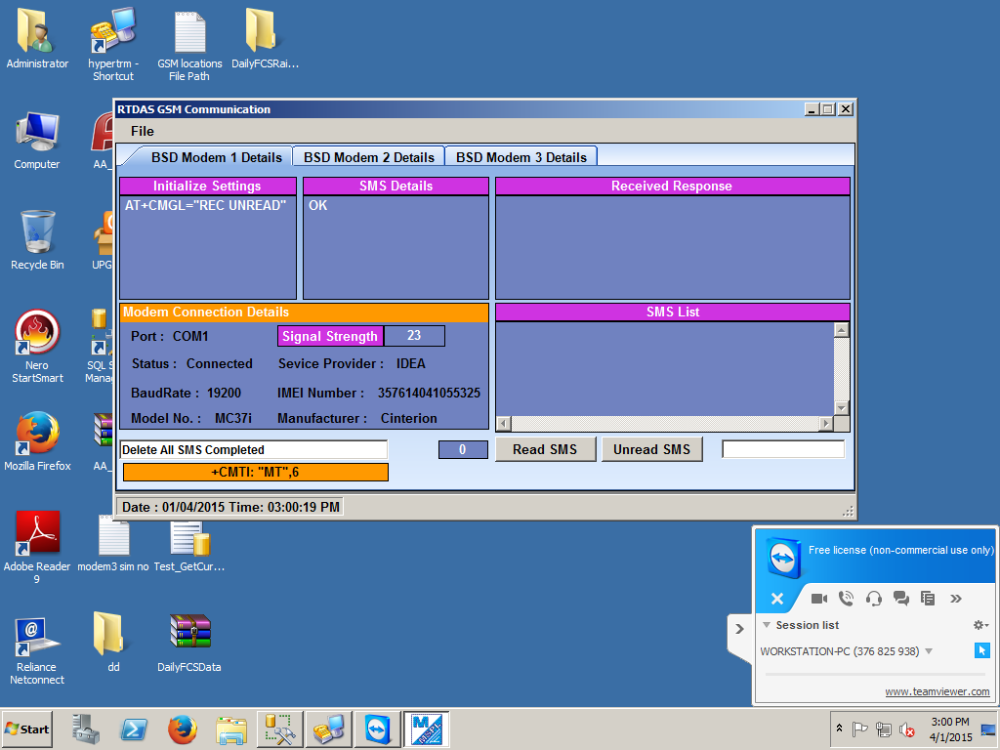 Administrator
hypertrm -
Shortcut
GSM locations
File Path
DailyFCSRai...
Computer
AA_
Recycle Bin
UPG
Nero
StartSmart
SQL S
Manag
Mozilla Firefox
AA_
Adobe Reader
9
modem3 sim no
Test_GetCur...
Reliance
Netconnect
dd
DailyFCSData
RTDAS GSM Communication
File
BSD Modem 1 Details
BSD Modem 2 Details
BSD Modem 3 Details
Initialize Settings
SMS Details
Received Response
AT+CMGL="REC UNREAD"
OK
Modem Connection Details
SMS List
Port : COM1
Signal Strength
23
Status : Connected
Sevice Provider : IDEA
BaudRate : 19200
IMEI Number : 357614041055325
Model No. : MC37i
Manufacturer : Cinterion
Delete All SMS Completed
0
Read SMS
Unread SMS
+CMTI: "MT",6
Date : 01/04/2015 Time: 03:00:19 PM
Free license (non-commercial use only)
Session list
WORKSTATION-PC (376 825 938)
www.teamviewer.com
Start
3:00 PM
4/1/2015